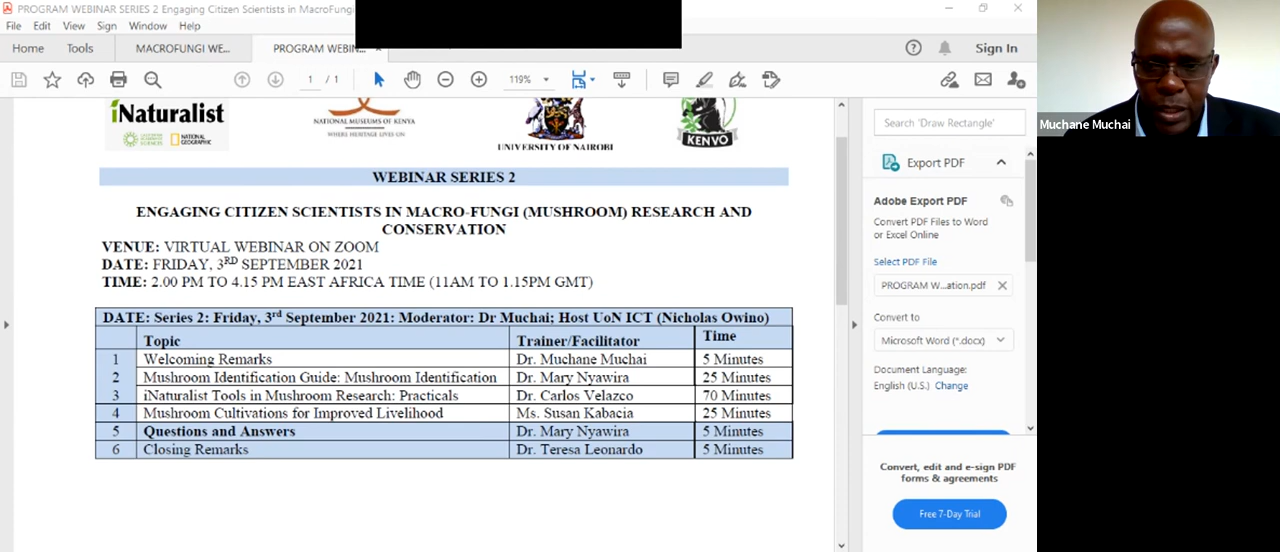 PROGRAM WEBINAR SERIES 2 Engaging Citizen Scientists in MacroFungi
File Edit View Sign Window Help
Home Tools MACROFUNGI WE... PROGRAM WEBIN... × Sign In
1 / 1 119%
iNaturalist
CALIFORNIA ACADEMY OF SCIENCES NATIONAL GEOGRAPHIC
NATIONAL MUSEUMS OF KENYA
WHERE HERITAGE LIVES ON
UNIVERSITY OF NAIROBI
KENVO
WEBINAR SERIES 2
ENGAGING CITIZEN SCIENTISTS IN MACRO-FUNGI (MUSHROOM) RESEARCH AND
CONSERVATION
VENUE: VIRTUAL WEBINAR ON ZOOM
DATE: FRIDAY, 3RD SEPTEMBER 2021
TIME: 2.00 PM TO 4.15 PM EAST AFRICA TIME (11AM TO 1.15PM GMT)
DATE: Series 2: Friday, 3rd September 2021: Moderator: Dr Muchai; Host UoN ICT (Nicholas Owino)
Topic Trainer/Facilitator Time
1 Welcoming Remarks Dr. Muchane Muchai 5 Minutes
2 Mushroom Identification Guide: Mushroom Identification Dr. Mary Nyawira 25 Minutes
3 iNaturalist Tools in Mushroom Research: Practicals Dr. Carlos Velazco 70 Minutes
4 Mushroom Cultivations for Improved Livelihood Ms. Susan Kabacia 25 Minutes
5 Questions and Answers Dr. Mary Nyawira 5 Minutes
6 Closing Remarks Dr. Teresa Leonardo 5 Minutes
Search 'Draw Rectangle'
Export PDF
Adobe Export PDF
Convert PDF Files to Word
or Excel Online
Select PDF File
PROGRAM W...ation.pdf ×
Convert to
Microsoft Word (*.docx)
Document Language:
English (U.S.) Change
Convert, edit and e-sign PDF
forms & agreements
Free 7-Day Trial
Muchane Muchai